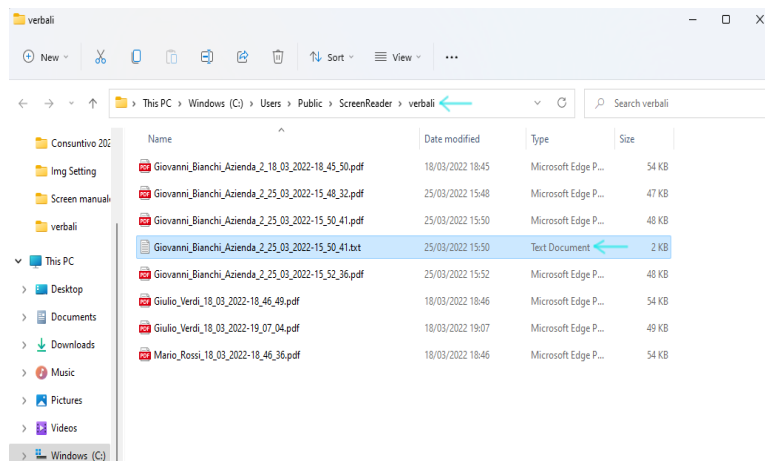 verbali
New
Sort
View
This PC > Windows (C:) > Users > Public > ScreenReader > verbali
Search verbali
Name Date modified Type Size
Giovanni_Bianchi_Azienda_2_18_03_2022-18_45_50.pdf 18/03/2022 18:45 Microsoft Edge P... 54 KB
Giovanni_Bianchi_Azienda_2_25_03_2022-15_48_32.pdf 25/03/2022 15:48 Microsoft Edge P... 47 KB
Giovanni_Bianchi_Azienda_2_25_03_2022-15_50_41.pdf 25/03/2022 15:50 Microsoft Edge P... 48 KB
Giovanni_Bianchi_Azienda_2_25_03_2022-15_50_41.txt 25/03/2022 15:50 Text Document 2 KB
Giovanni_Bianchi_Azienda_2_25_03_2022-15_52_36.pdf 25/03/2022 15:52 Microsoft Edge P... 48 KB
Giulio_Verdi_18_03_2022-18_46_49.pdf 18/03/2022 18:46 Microsoft Edge P... 54 KB
Giulio_Verdi_18_03_2022-19_07_04.pdf 18/03/2022 19:07 Microsoft Edge P... 49 KB
Mario_Rossi_18_03_2022-18_46_36.pdf 18/03/2022 18:46 Microsoft Edge P... 54 KB
Consuntivo 202
Img Setting
Screen manuali
verbali
This PC
Desktop
Documents
Downloads
Music
Pictures
Videos
Windows (C:)